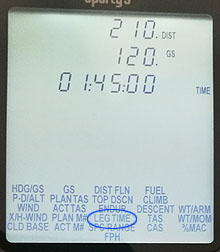 sporty's
210. DIST
120. GS
01:45:00 TIME
HDG/GS GS DIST FLN FUEL
P-D/ALT PLAN TAS TOP DSCN CLIMB
WIND ACT TAS ENDUR DESCENT WT/ARM
X/H-WIND PLAN M# LEG TIME TAS WT/MOM
CLD BASE ACT M# SPC RANGE CAS %MAC
FPH